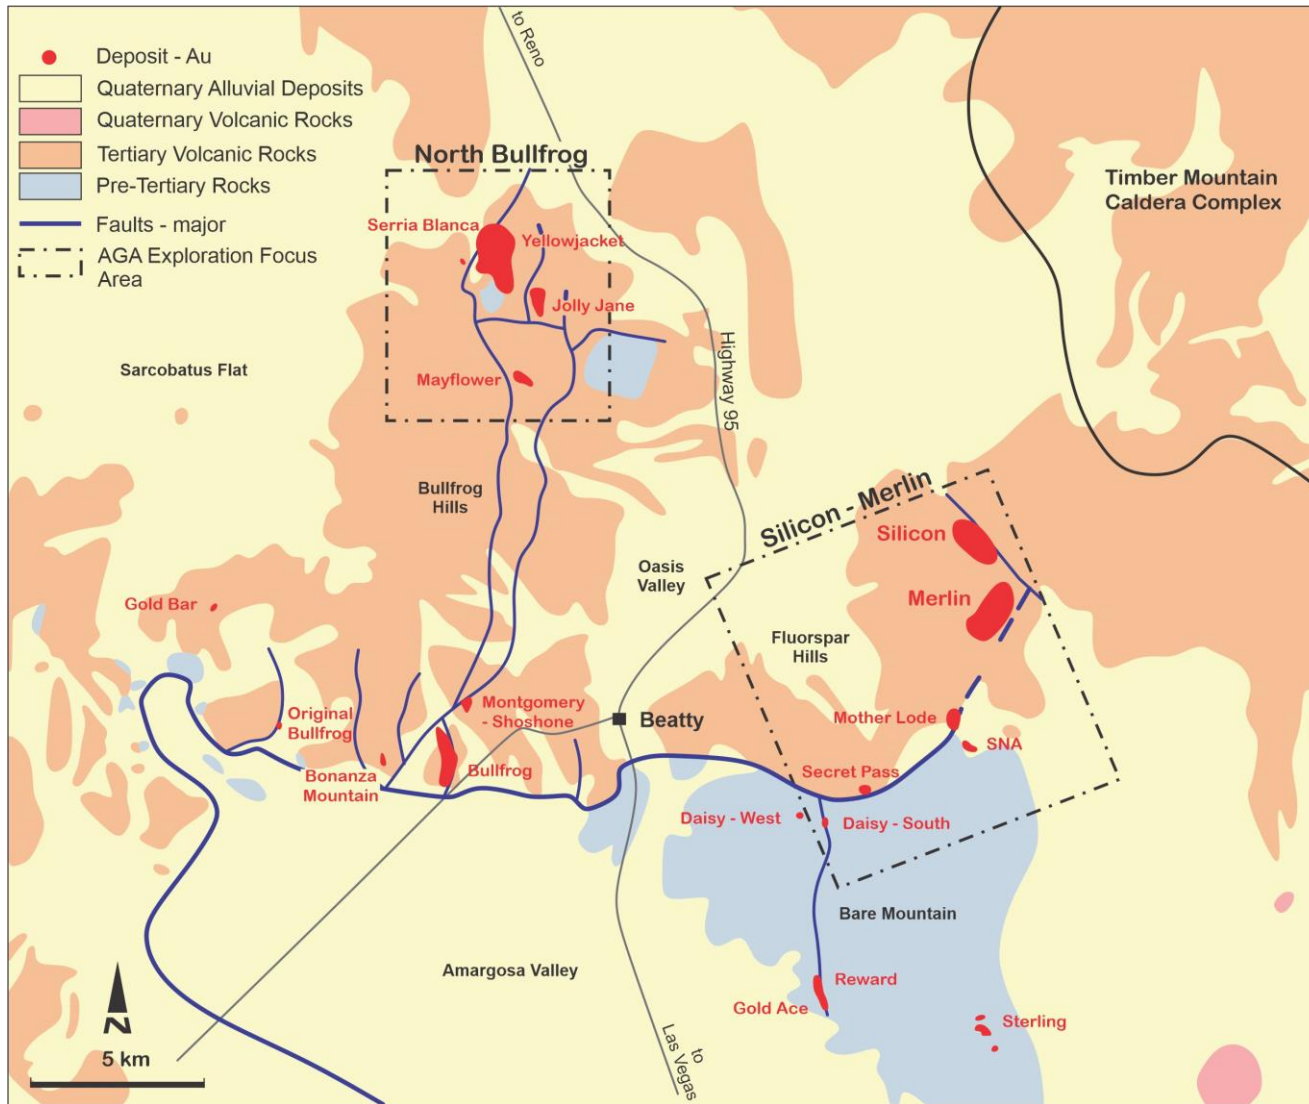 Deposit - Au
Quaternary Alluvial Deposits
Quaternary Volcanic Rocks
Tertiary Volcanic Rocks
Pre-Tertiary Rocks
Faults - major
AGA Exploration Focus
Area
to Reno
North Bullfrog
Serria Blanca
Yellowjacket
Jolly Jane
Mayflower
Highway 95
Timber Mountain
Caldera Complex
Sarcobatus Flat
Bullfrog
Hills
Oasis
Valley
Silicon - Merlin
Silicon
Merlin
Fluorspar
Hills
Gold Bar
Original
Bullfrog
Montgomery
- Shoshone
Beatty
Mother Lode
SNA
Bonanza
Mountain
Bullfrog
Secret Pass
Daisy - West
Daisy - South
Bare Mountain
Amargosa Valley
Reward
Gold Ace
Sterling
to
Las Vegas
N
5 km